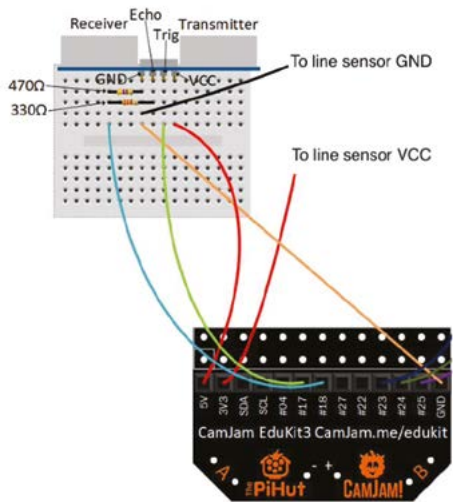 Echo
Receiver Transmitter
Trig
GND VCC
470Ω
330Ω
To line sensor GND
To line sensor VCC
5V
3V3
SDA
SCL
#04
#17
#18
#27
#22
#23
#24
#25
GND
CamJam EduKit3 CamJam.me/edukit
A - + B
The PiHut CAMJAM!